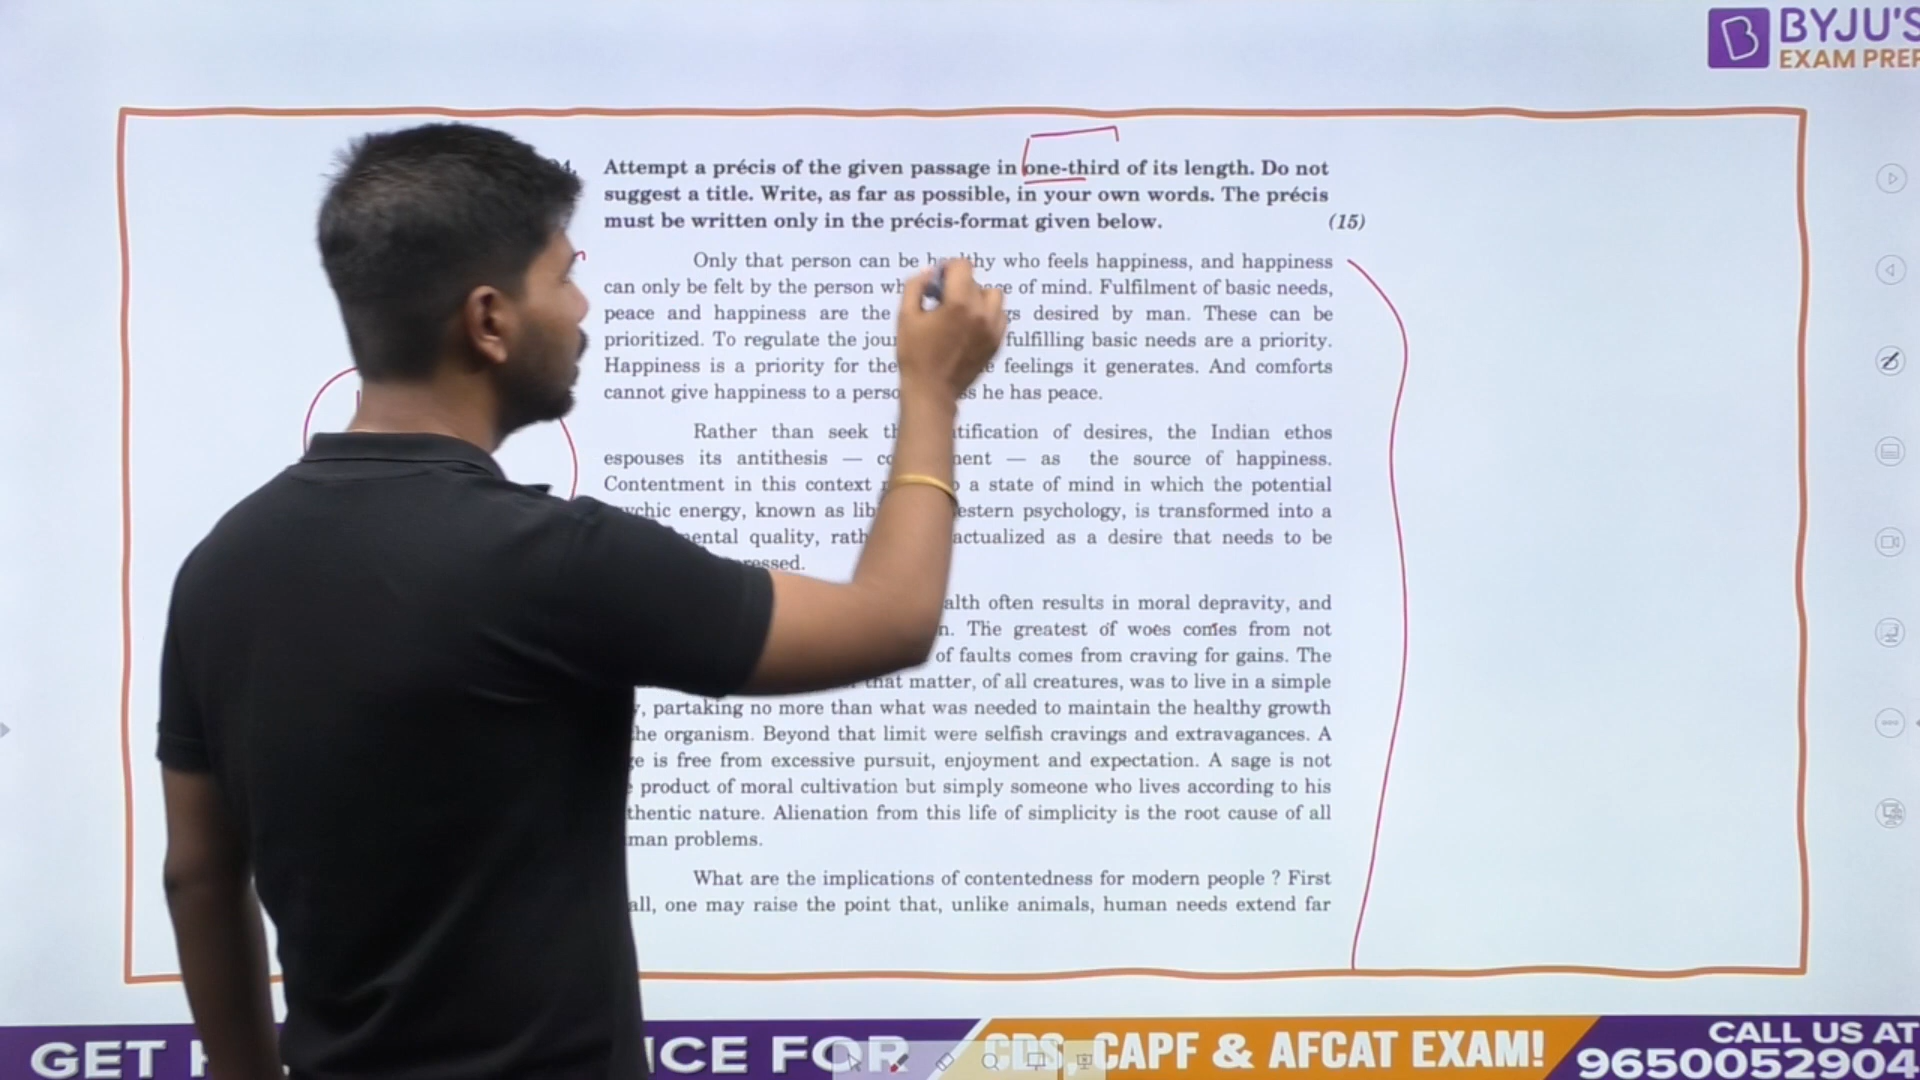 BYJU'S
EXAM PREP
Attempt a précis of the given passage in one-third of its length. Do not
suggest a title. Write, as far as possible, in your own words. The précis
must be written only in the précis-format given below. (15)
Only that person can be healthy who feels happiness, and happiness
can only be felt by the person of mind. Fulfilment of basic needs,
peace and happiness are the desired by man. These can be
prioritized. To regulate the fulfilling basic needs are a priority.
Happiness is a priority for the feelings it generates. And comforts
cannot give happiness to a he has peace.
Rather than seek of desires, the Indian ethos
espouses its antithesis — — as the source of happiness.
Contentment in this context a state of mind in which the potential
energy, known as psychology, is transformed into a
quality, actualized as a desire that needs to be
often results in moral depravity, and
The greatest of woes comes from not
of faults comes from craving for gains. The
that matter, of all creatures, was to live in a simple
partaking no more than what was needed to maintain the healthy growth
organism. Beyond that limit were selfish cravings and extravagances. A
is free from excessive pursuit, enjoyment and expectation. A sage is not
product of moral cultivation but simply someone who lives according to his
nature. Alienation from this life of simplicity is the root cause of all
problems.
What are the implications of contentedness for modern people ? First
all, one may raise the point that, unlike animals, human needs extend far
GET FOR CDS, CAPF & AFCAT EXAM!
CALL US AT
9650052904